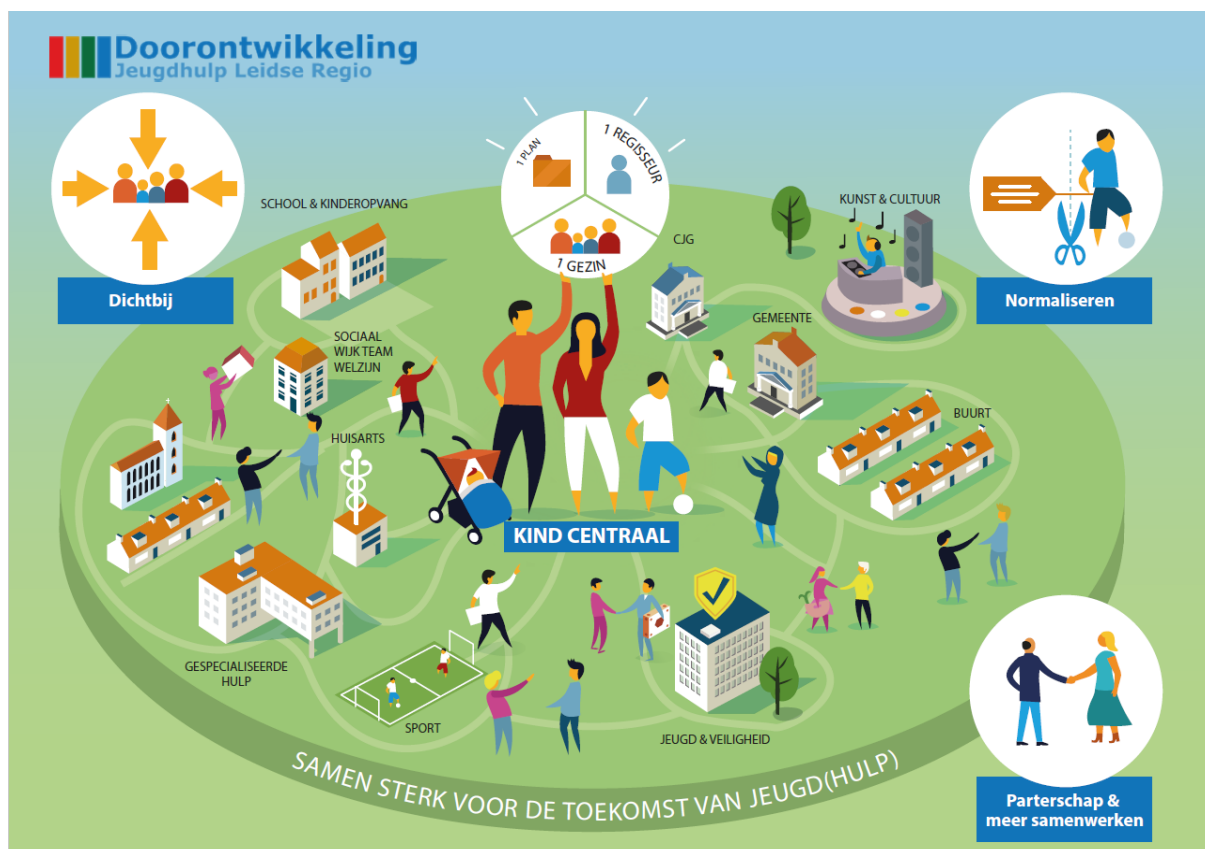 Doorontwikkeling
Jeugdhulp Leidse Regio
1 PLAN
1 REGISSEUR
1 GEZIN
Dichtbij
Normaliseren
SCHOOL & KINDEROPVANG
KUNST & CULTUUR
CJG
GEMEENTE
SOCIAAL
WIJK TEAM
WELZIJN
BUURT
HUISARTS
KIND CENTRAAL
GESPECIALISEERDE
HULP
SPORT
JEUGD & VEILIGHEID
SAMEN STERK VOOR DE TOEKOMST VAN JEUGD(HULP)
Parterschap &
meer samenwerken